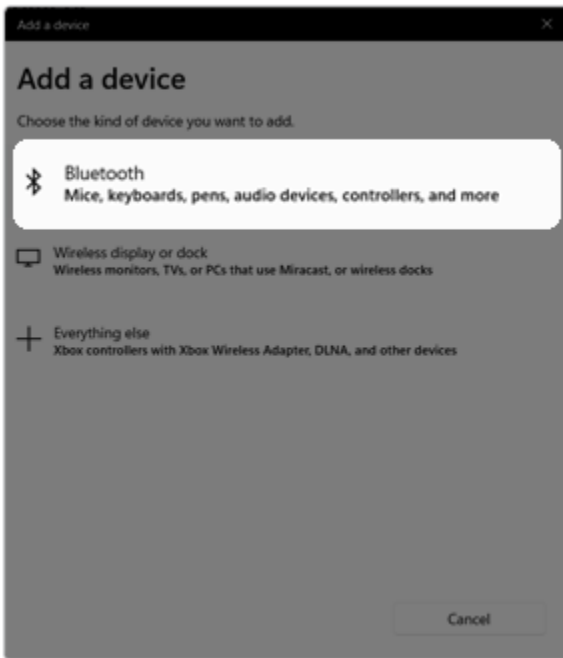 Add a device
Add a device
Choose the kind of device you want to add.
Bluetooth
Mice, keyboards, pens, audio devices, controllers, and more
Wireless display or dock
Wireless monitors, TVs, or PCs that use Miracast, or wireless docks
Everything else
Xbox controllers with Xbox Wireless Adapter, DLNA, and other devices
Cancel